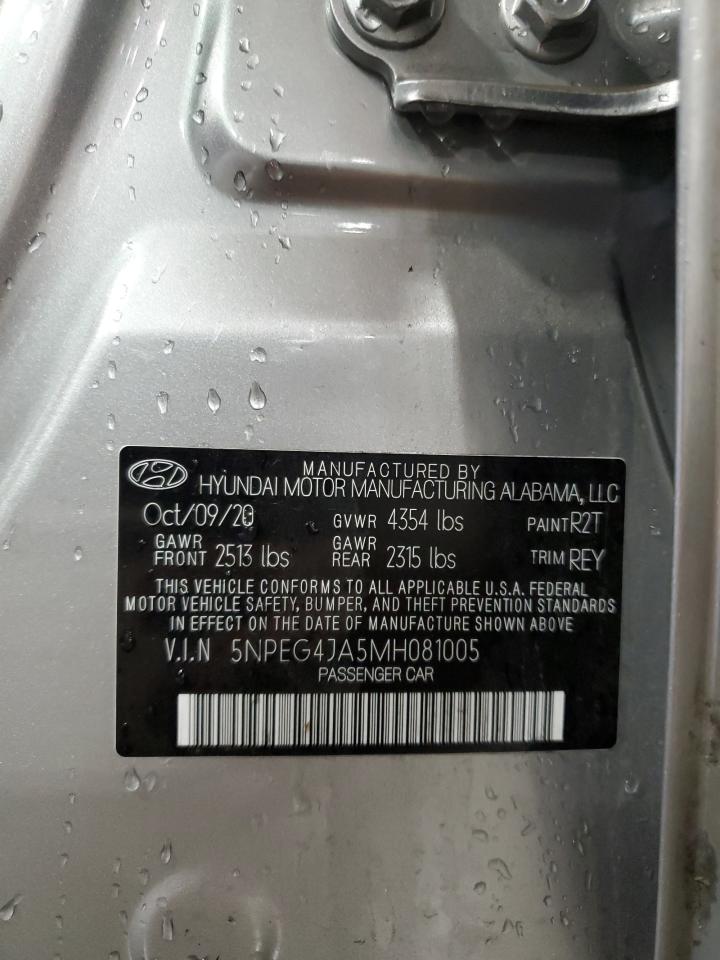 MANUFACTURED BY
HYUNDAI MOTOR MANUFACTURING ALABAMA, LLC
Oct/09/20 GVWR 4354 lbs PAINT R2T
GAWR FRONT 2513 lbs GAWR REAR 2315 lbs TRIM REY
THIS VEHICLE CONFORMS TO ALL APPLICABLE U.S.A. FEDERAL
MOTOR VEHICLE SAFETY, BUMPER, AND THEFT PREVENTION STANDARDS
IN EFFECT ON THE DATE OF MANUFACTURE SHOWN ABOVE
V.I.N 5NPEG4JA5MH081005
PASSENGER CAR